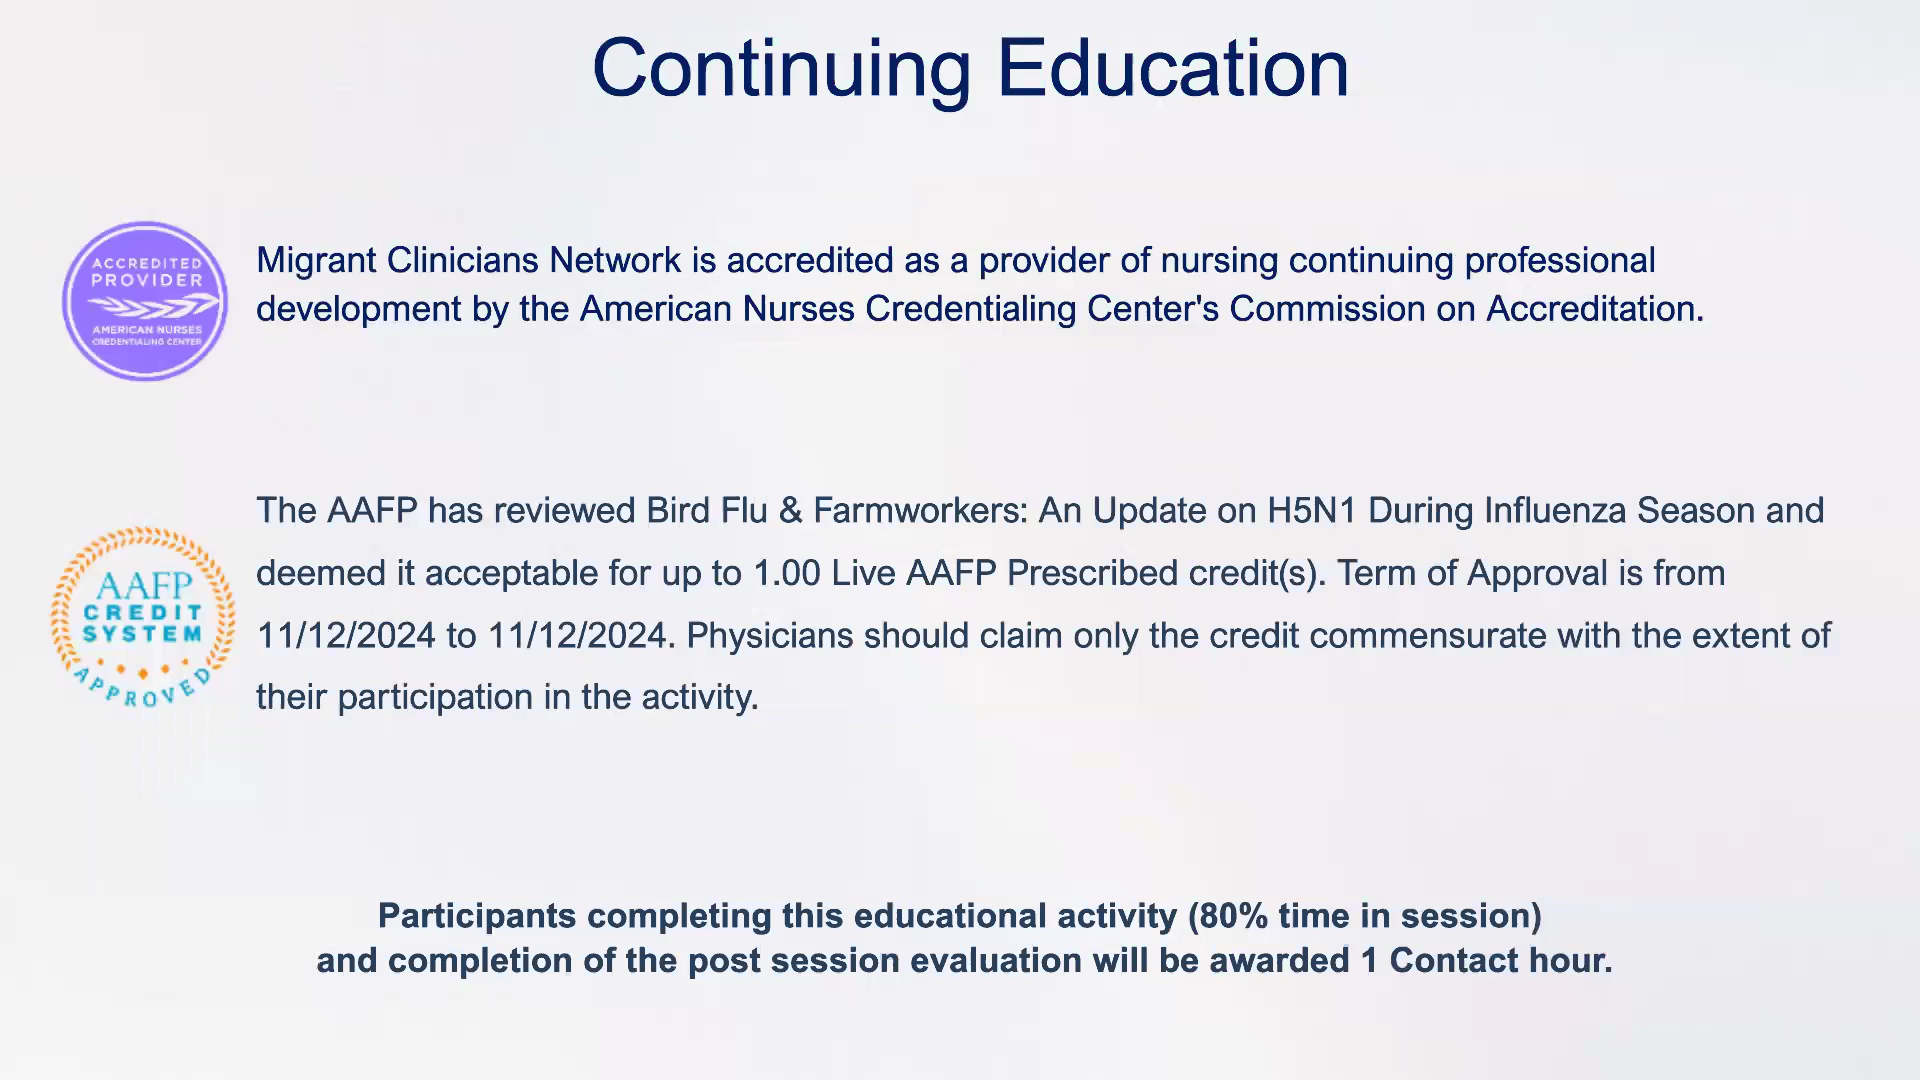 Continuing Education
ACCREDITED
PROVIDER
AMERICAN NURSES
CREDENTIALING CENTER
Migrant Clinicians Network is accredited as a provider of nursing continuing professional
development by the American Nurses Credentialing Center's Commission on Accreditation.
AAFP
CREDIT
SYSTEM
APPROVED
The AAFP has reviewed Bird Flu & Farmworkers: An Update on H5N1 During Influenza Season and
deemed it acceptable for up to 1.00 Live AAFP Prescribed credit(s). Term of Approval is from
11/12/2024 to 11/12/2024. Physicians should claim only the credit commensurate with the extent of
their participation in the activity.
Participants completing this educational activity (80% time in session)
and completion of the post session evaluation will be awarded 1 Contact hour.